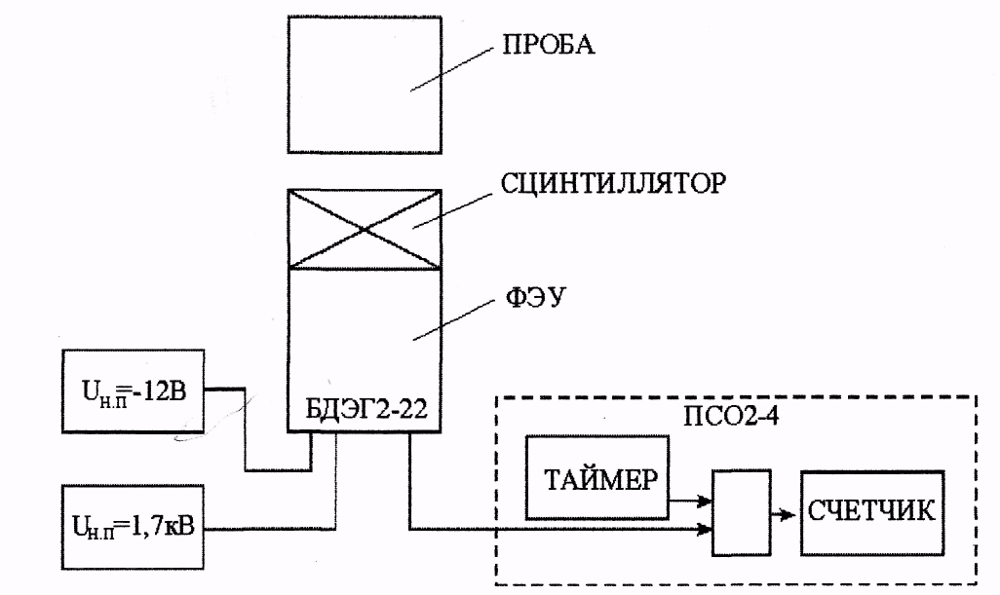 ПРОБА
СЦИНТИЛЛЯТОР
ФЭУ
Uн.п=-12В
БДЭГ2-22
ПСО2-4
ТАЙМЕР
СЧЕТЧИК
Uн.п=1,7кВ